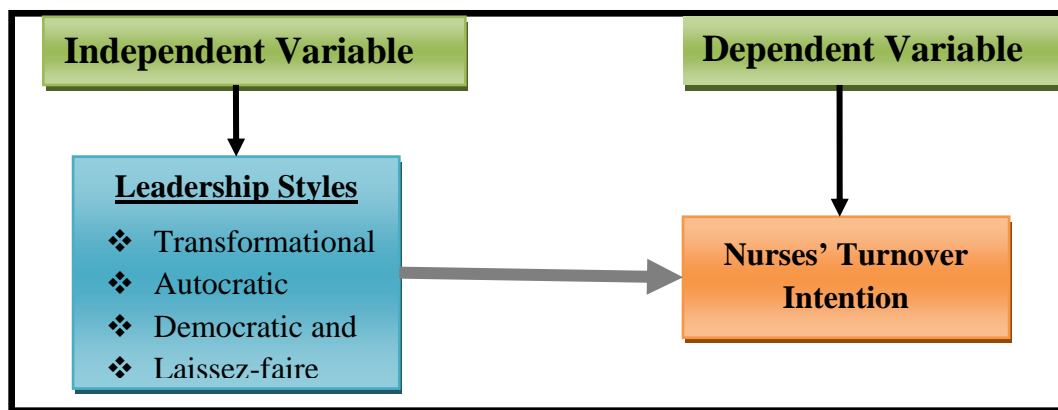 Independent Variable
Dependent Variable
Leadership Styles
❖ Transformational
❖ Autocratic
❖ Democratic and
❖ Laissez-faire
Nurses’ Turnover
Intention